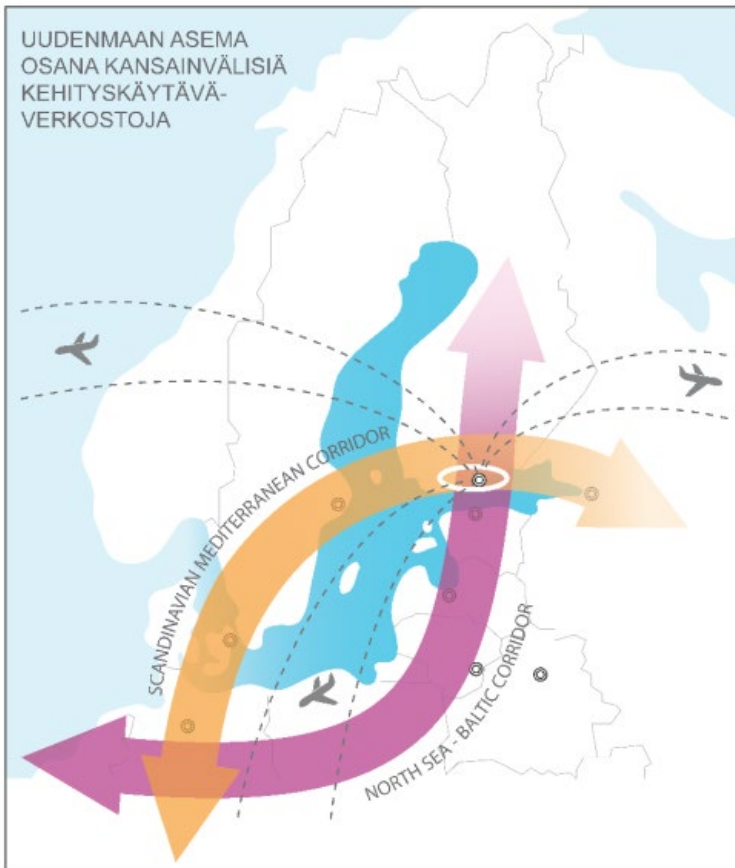 UUDENMAAN ASEMA
OSANA KANSAINVÄLISIÄ
KEHITYSKÄYTÄVÄ-
VERKOSTOJA
SCANDINAVIAN MEDITERRANEAN CORRIDOR
NORTH SEA - BALTIC CORRIDOR